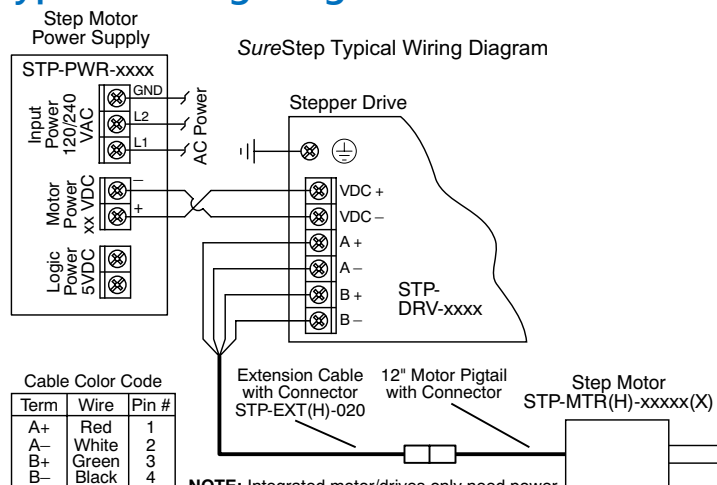 Step Motor
Power Supply
SureStep Typical Wiring Diagram
STP-PWR-xxxx
Input
Power
120/240
VAC
GND
L2
L1
AC Power
Motor
Power
xx VDC
–
+
Logic
Power
5VDC
Stepper Drive
VDC +
VDC –
A +
A –
B +
B –
STP-
DRV-xxxx
Extension Cable
with Connector
STP-EXT(H)-020
12" Motor Pigtail
with Connector
Step Motor
STP-MTR(H)-xxxxx(X)
Cable Color Code
Term Wire Pin #
A+ Red 1
A– White 2
B+ Green 3
B– Black 4
NOTE: Integrated motor/drives only need power